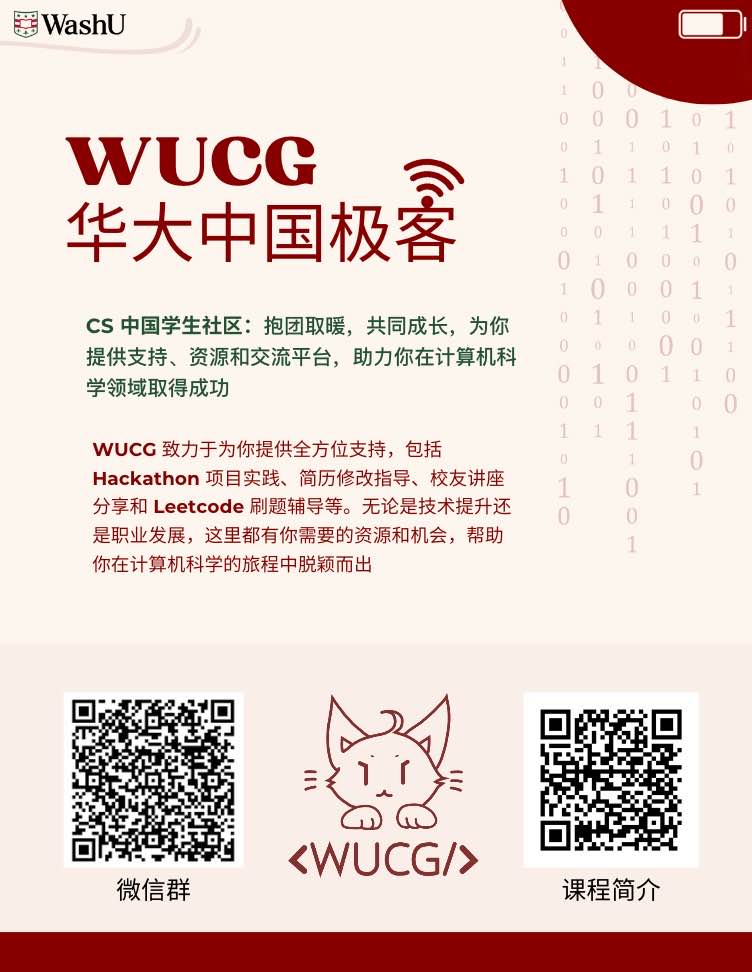 WashU
WUCG
华大中国极客
CS 中国学生社区：抱团取暖，共同成长，为你
提供支持、资源和交流平台，助力你在计算机科
学领域取得成功
WUCG 致力于为你提供全方位支持，包括
Hackathon 项目实践、简历修改指导、校友讲座
分享和 Leetcode 刷题辅导等。无论是技术提升还
是职业发展，这里都有你需要的资源和机会，帮助
你在计算机科学的旅程中脱颖而出
<WUCG/>
微信群
课程简介